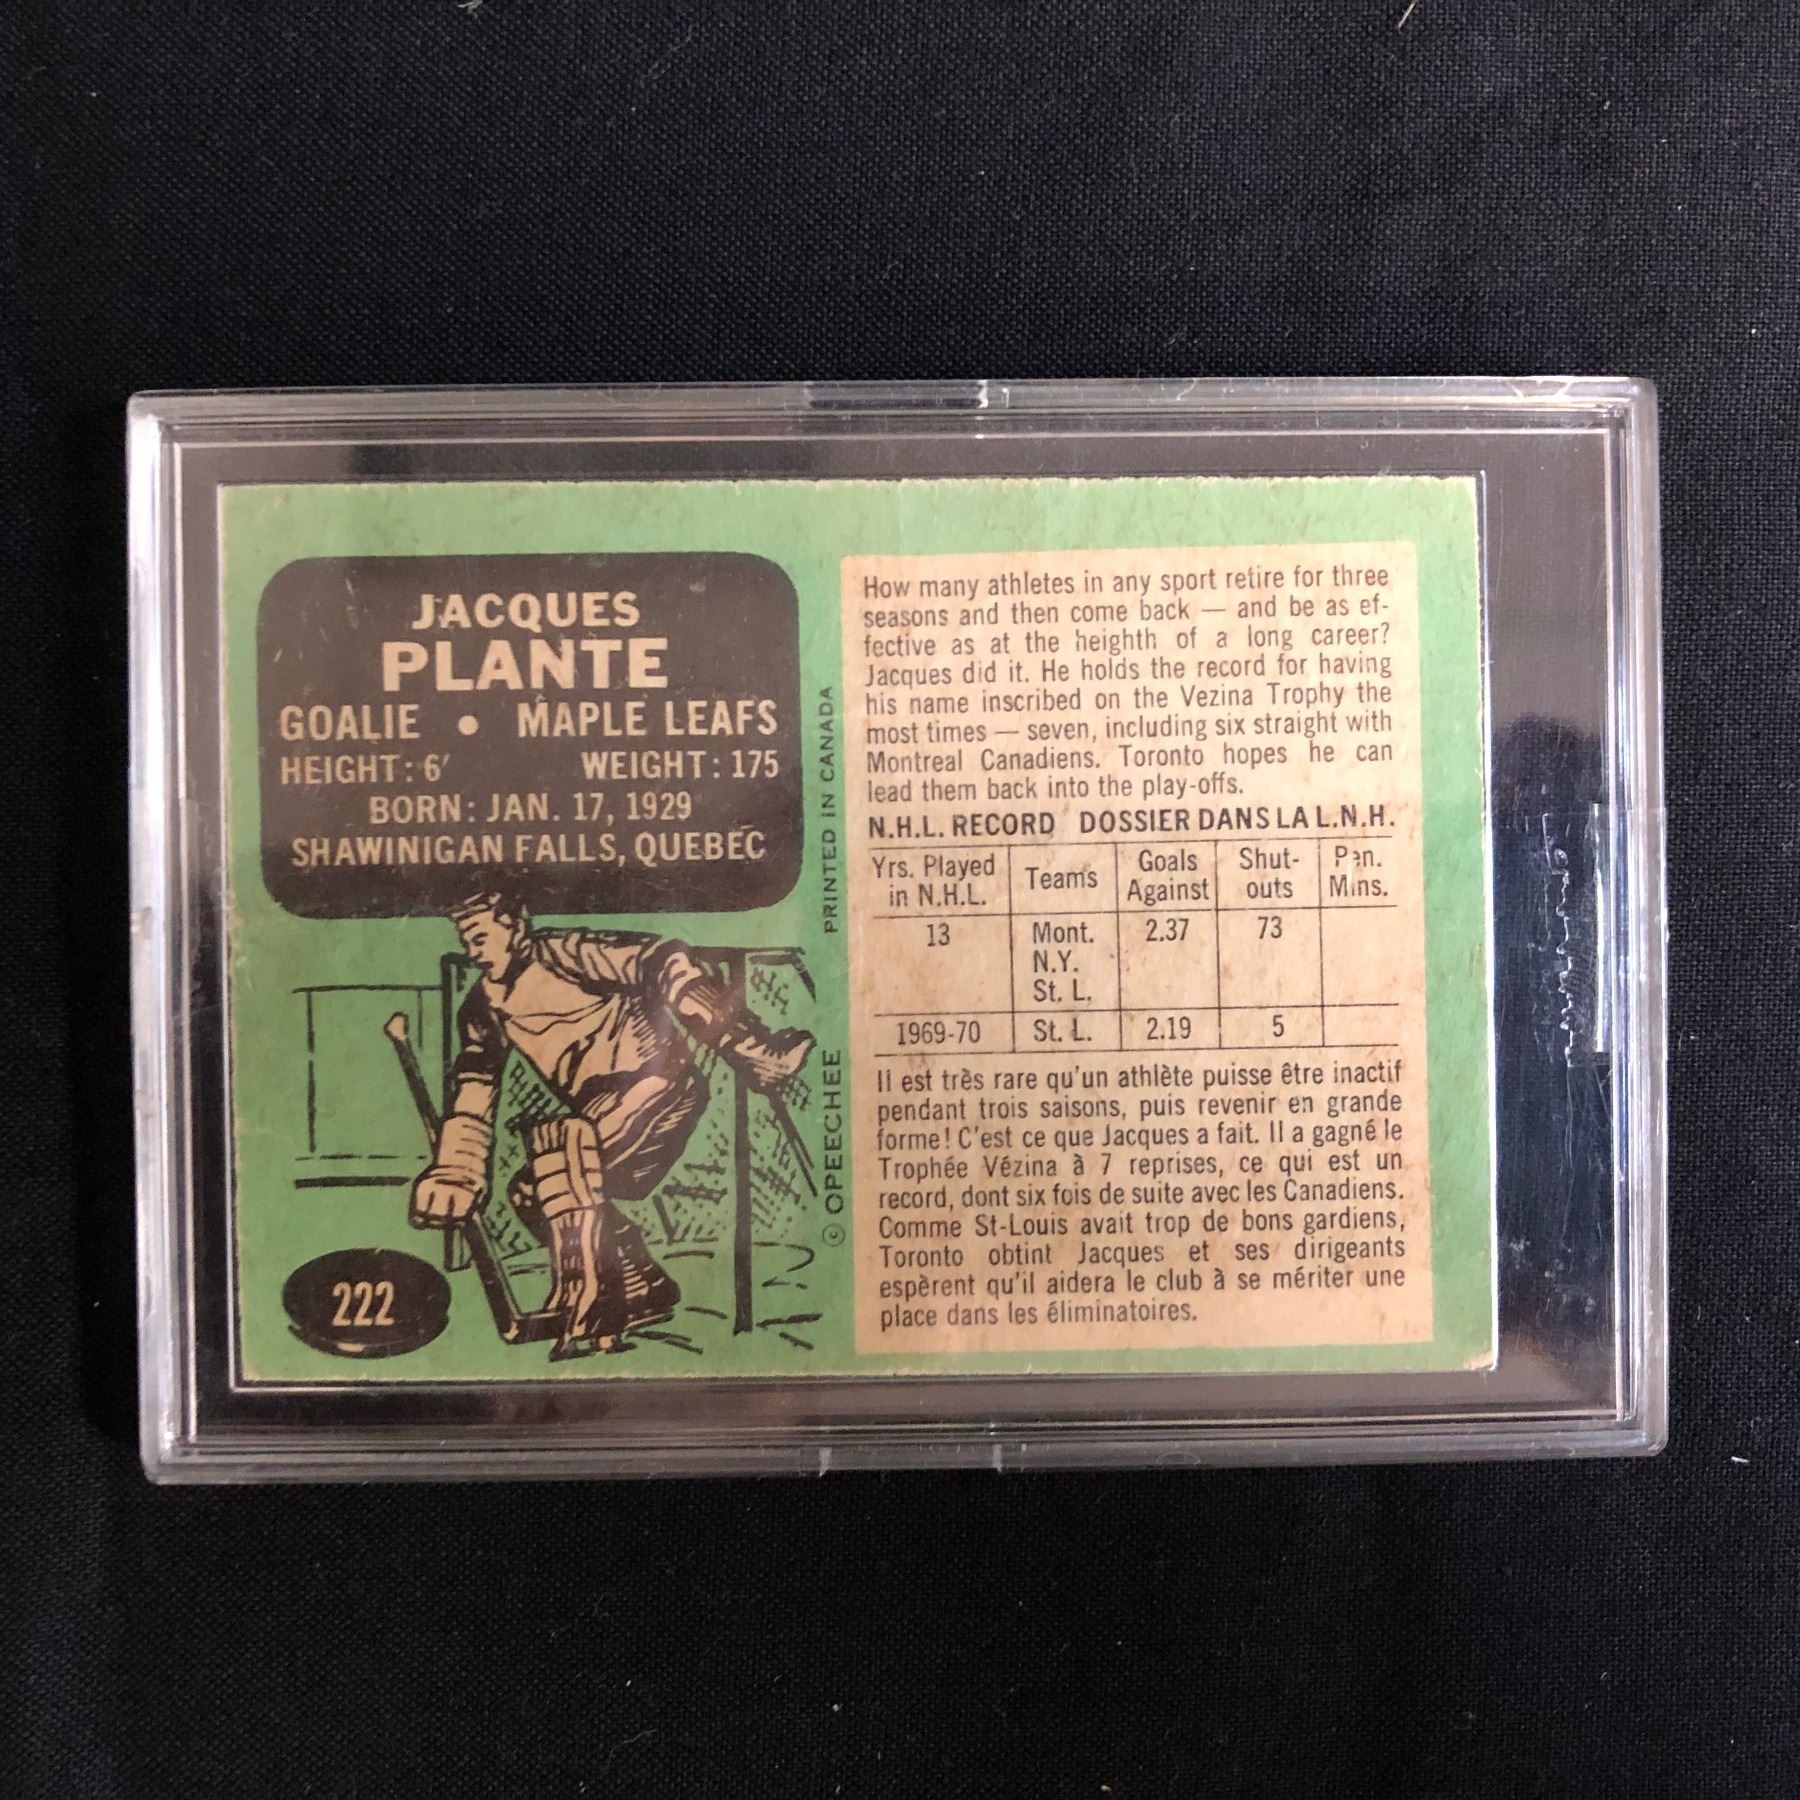 JACQUES
PLANTE
GOALIE • MAPLE LEAFS
HEIGHT: 6' WEIGHT: 175
BORN: JAN. 17, 1929
SHAWINIGAN FALLS, QUEBEC
222
© OPEECHEE PRINTED IN CANADA
How many athletes in any sport retire for three
seasons and then come back — and be as ef-
fective as at the heighth of a long career?
Jacques did it. He holds the record for having
his name inscribed on the Vezina Trophy the
most times — seven, including six straight with
Montreal Canadiens. Toronto hopes he can
lead them back into the play-offs.
N.H.L. RECORD DOSSIER DANS LA L.N.H.
Yrs. Played Goals Shut- Pen.
in N.H.L. Teams Against outs Mins.
13 Mont. 2.37 73
N.Y.
St. L.
1969-70 St. L. 2.19 5
Il est très rare qu'un athlète puisse être inactif
pendant trois saisons, puis revenir en grande
forme! C'est ce que Jacques a fait. Il a gagné le
Trophée Vézina à 7 reprises, ce qui est un
record, dont six fois de suite avec les Canadiens.
Comme St-Louis avait trop de bons gardiens,
Toronto obtint Jacques et ses dirigeants
espèrent qu'il aidera le club à se mériter une
place dans les éliminatoires.